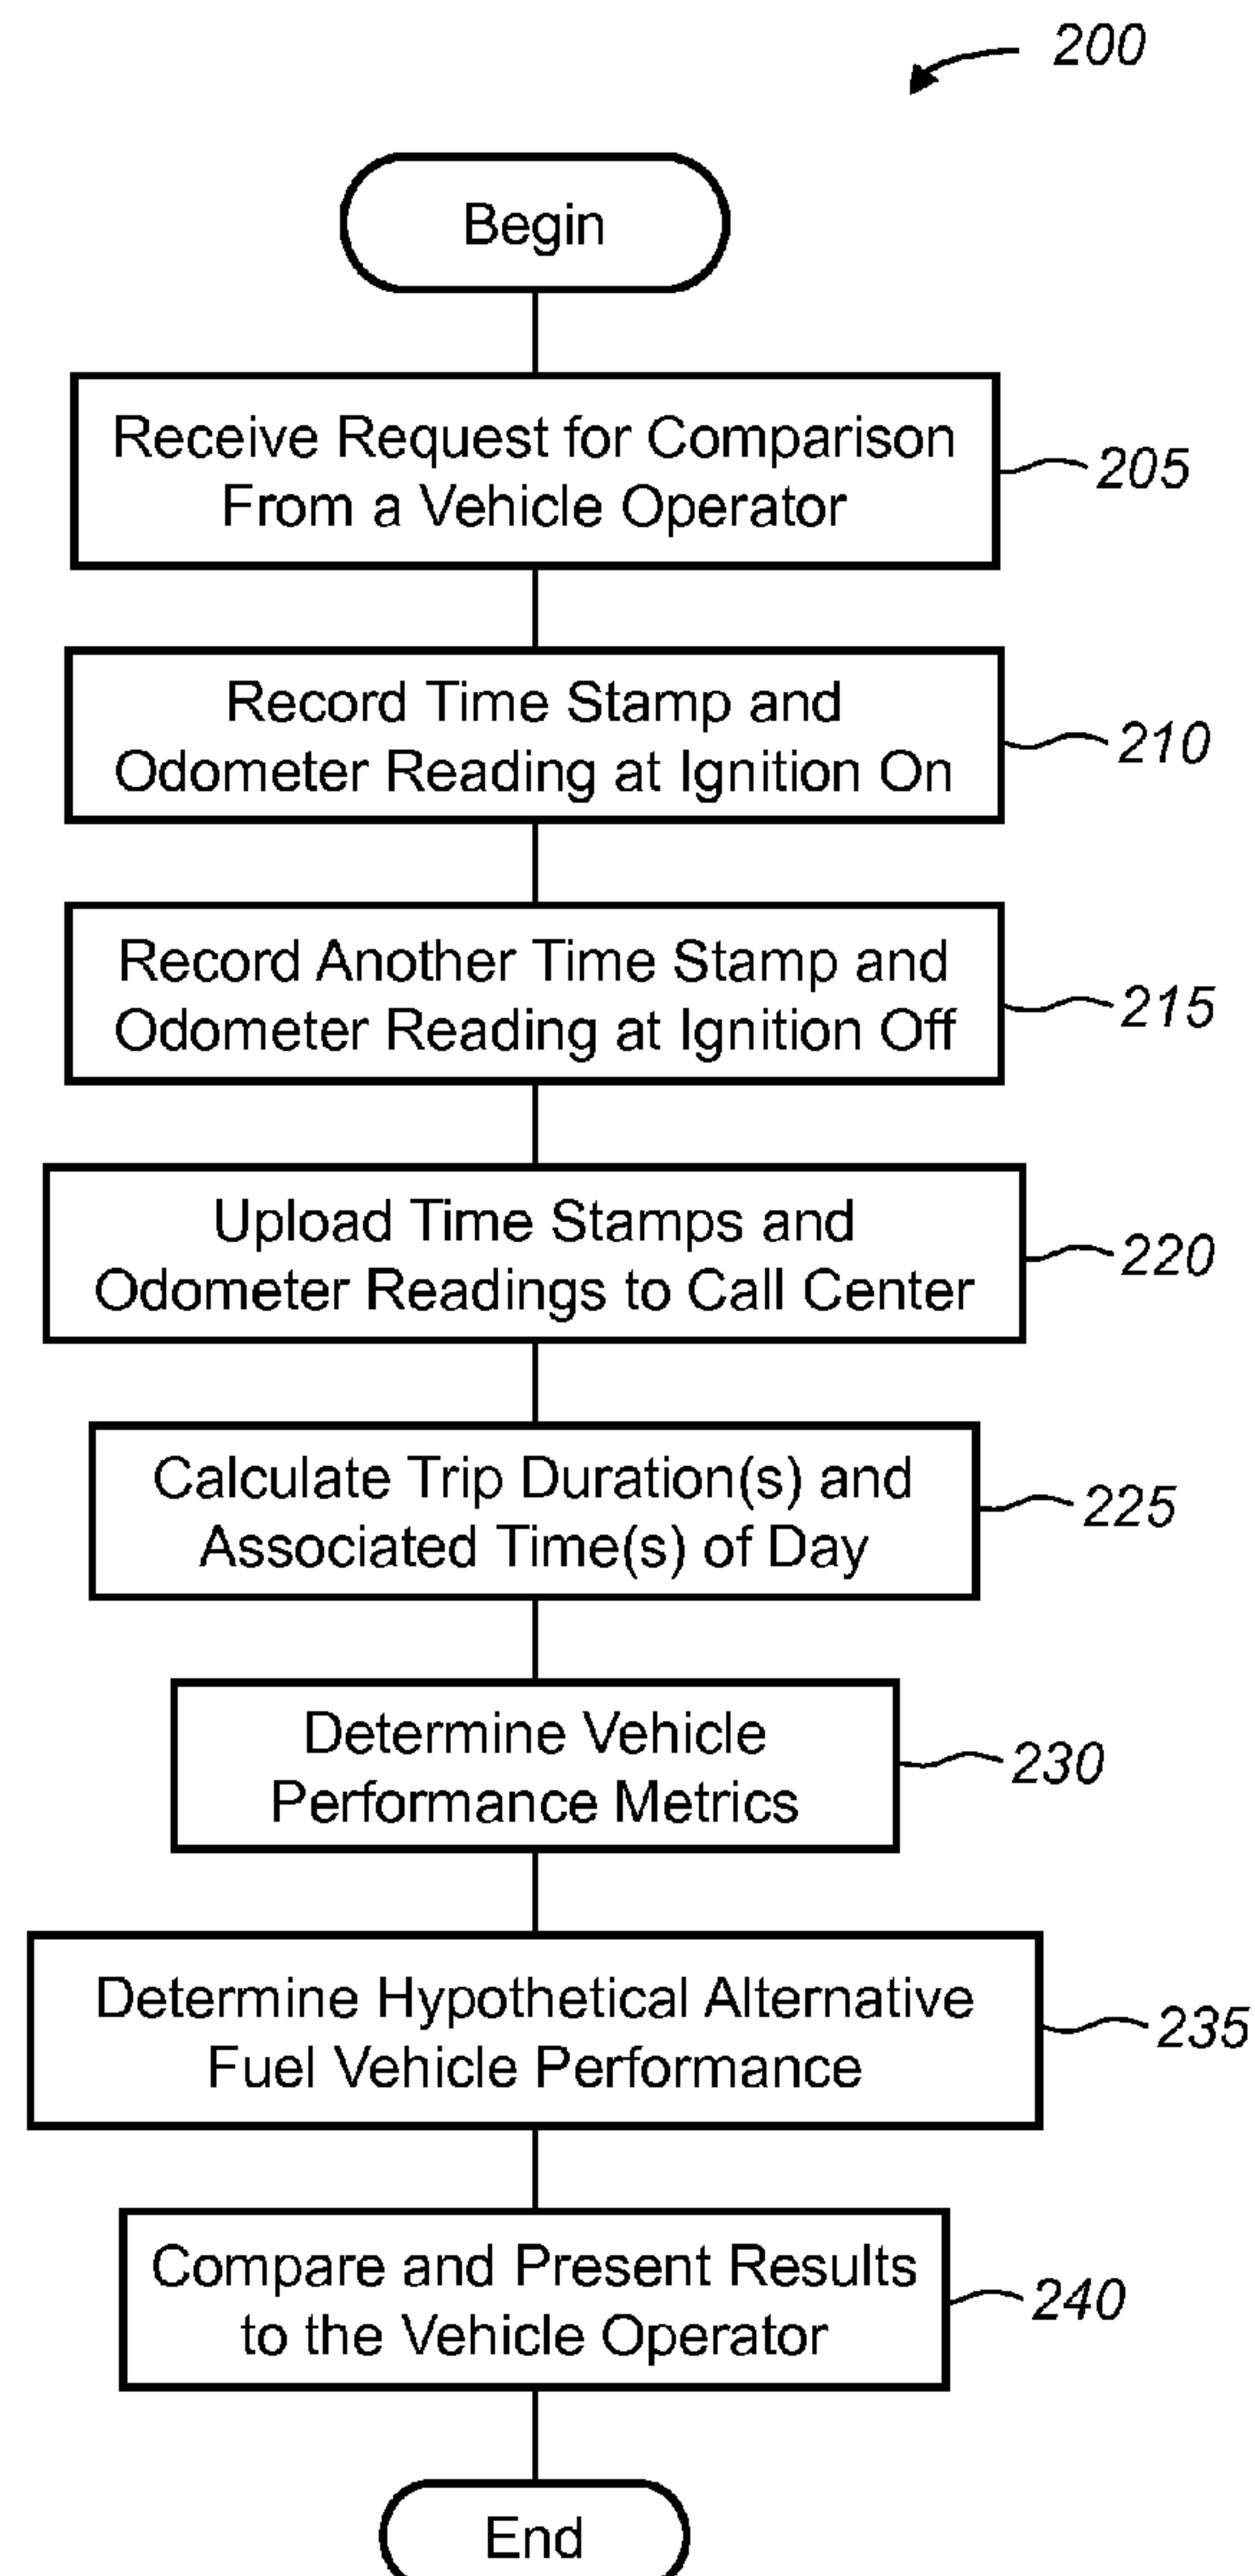 200
Begin
Receive Request for Comparison
From a Vehicle Operator
205
Record Time Stamp and
Odometer Reading at Ignition On
210
Record Another Time Stamp and
Odometer Reading at Ignition Off
215
Upload Time Stamps and
Odometer Readings to Call Center
220
Calculate Trip Duration(s) and
Associated Time(s) of Day
225
Determine Vehicle
Performance Metrics
230
Determine Hypothetical Alternative
Fuel Vehicle Performance
235
Compare and Present Results
to the Vehicle Operator
240
End